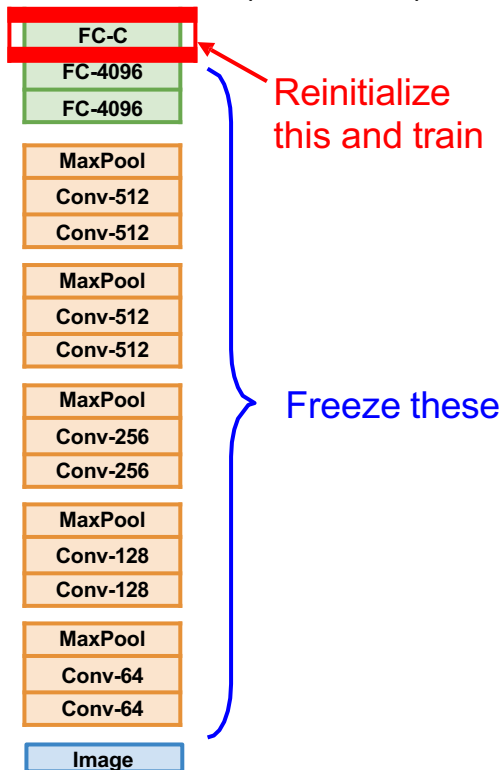 FC-C
FC-4096
FC-4096
Reinitialize
this and train
MaxPool
Conv-512
Conv-512
MaxPool
Conv-512
Conv-512
MaxPool
Conv-256
Conv-256
Freeze these
MaxPool
Conv-128
Conv-128
MaxPool
Conv-64
Conv-64
Image